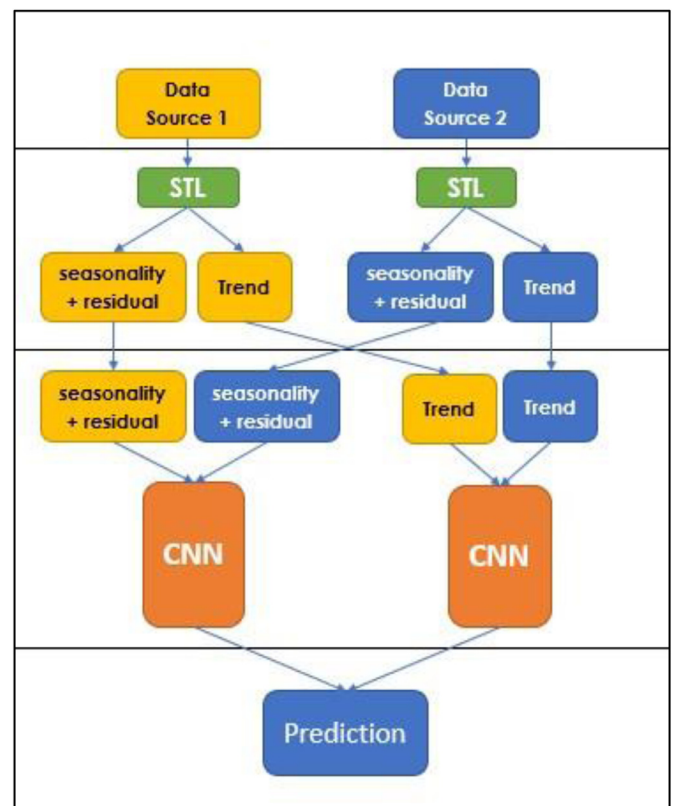 Data
Source 1
Data
Source 2
STL
STL
seasonality
+ residual
Trend
seasonality
+ residual
Trend
seasonality
+ residual
seasonality
+ residual
Trend
Trend
CNN
CNN
Prediction